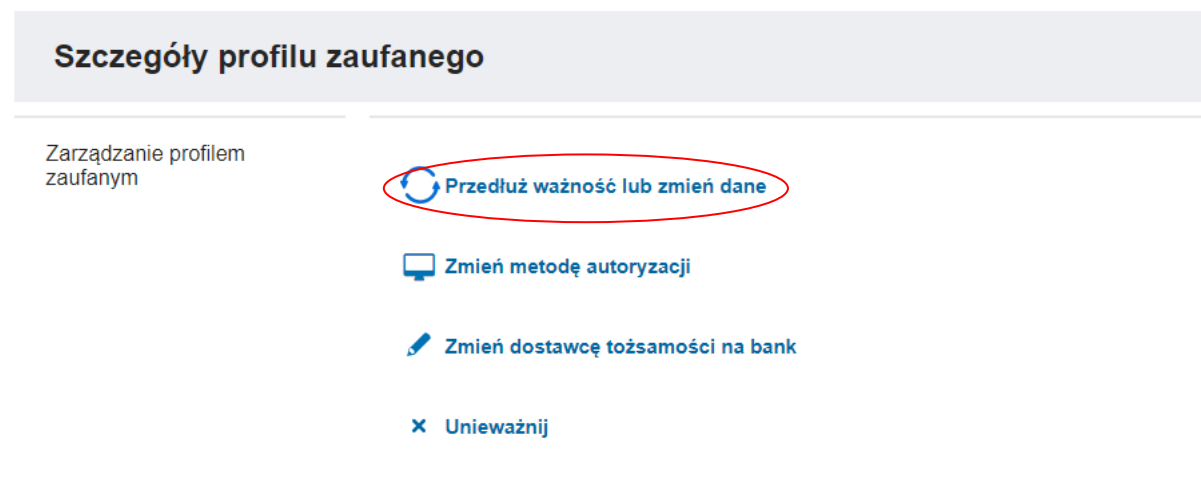 Szczegóły profilu zaufanego
Zarządzanie profilem
zaufanym
Przedłuż ważność lub zmień dane
Zmień metodę autoryzacji
Zmień dostawcę tożsamości na bank
Unieważnij